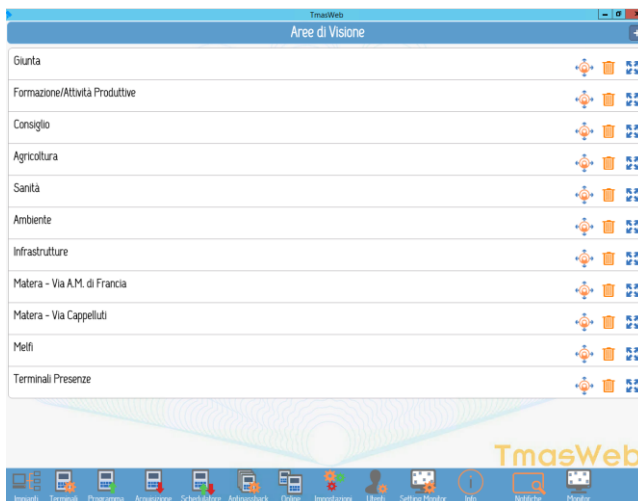 TmasWeb
Aree di Visione
Giunta
Formazione/Attività Produttive
Consiglio
Agricoltura
Sanità
Ambiente
Infrastrutture
Matera - Via A.M. di Francia
Matera - Via Cappelluti
Melfi
Terminali Presenze
TmasWeb
Impianti Terminali Programma Acquisizione Schedulatore Antipassback Online Impostazioni Utenti Setting Monitor Info Notifiche Monitor